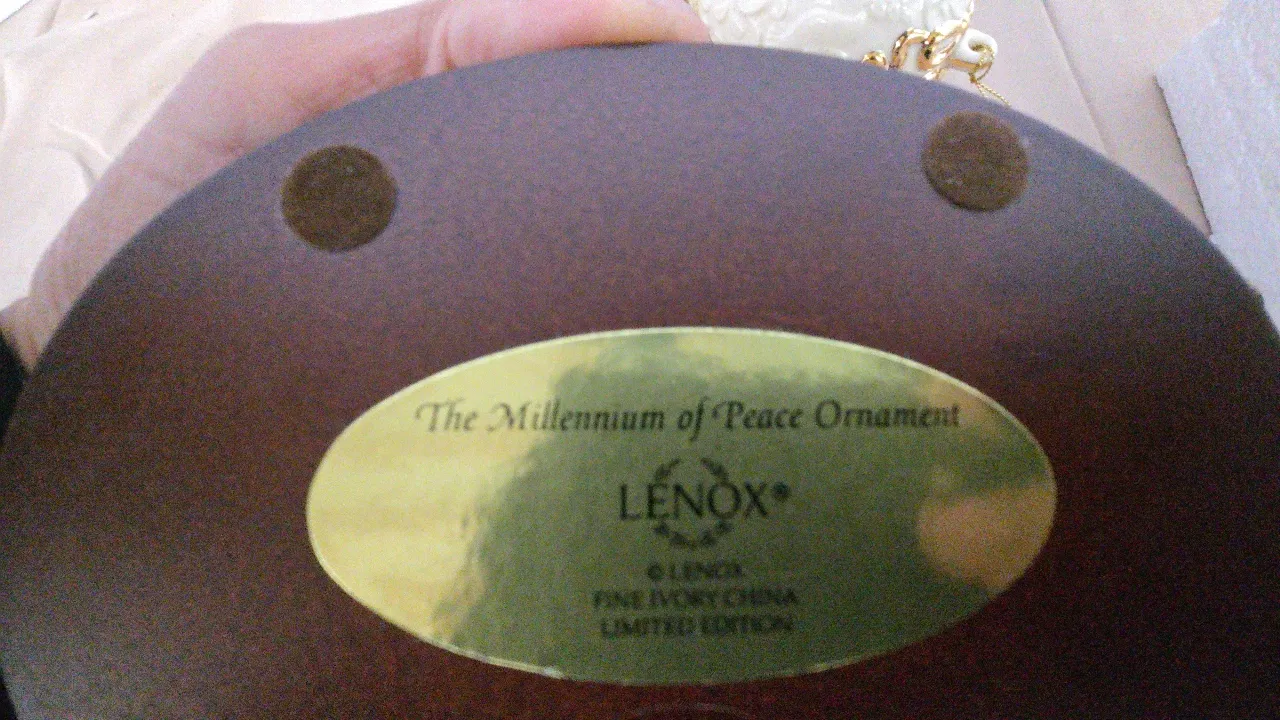 The Millennium of Peace Ornament
LENOX®
© LENOX
FINE IVORY CHINA
LIMITED EDITION